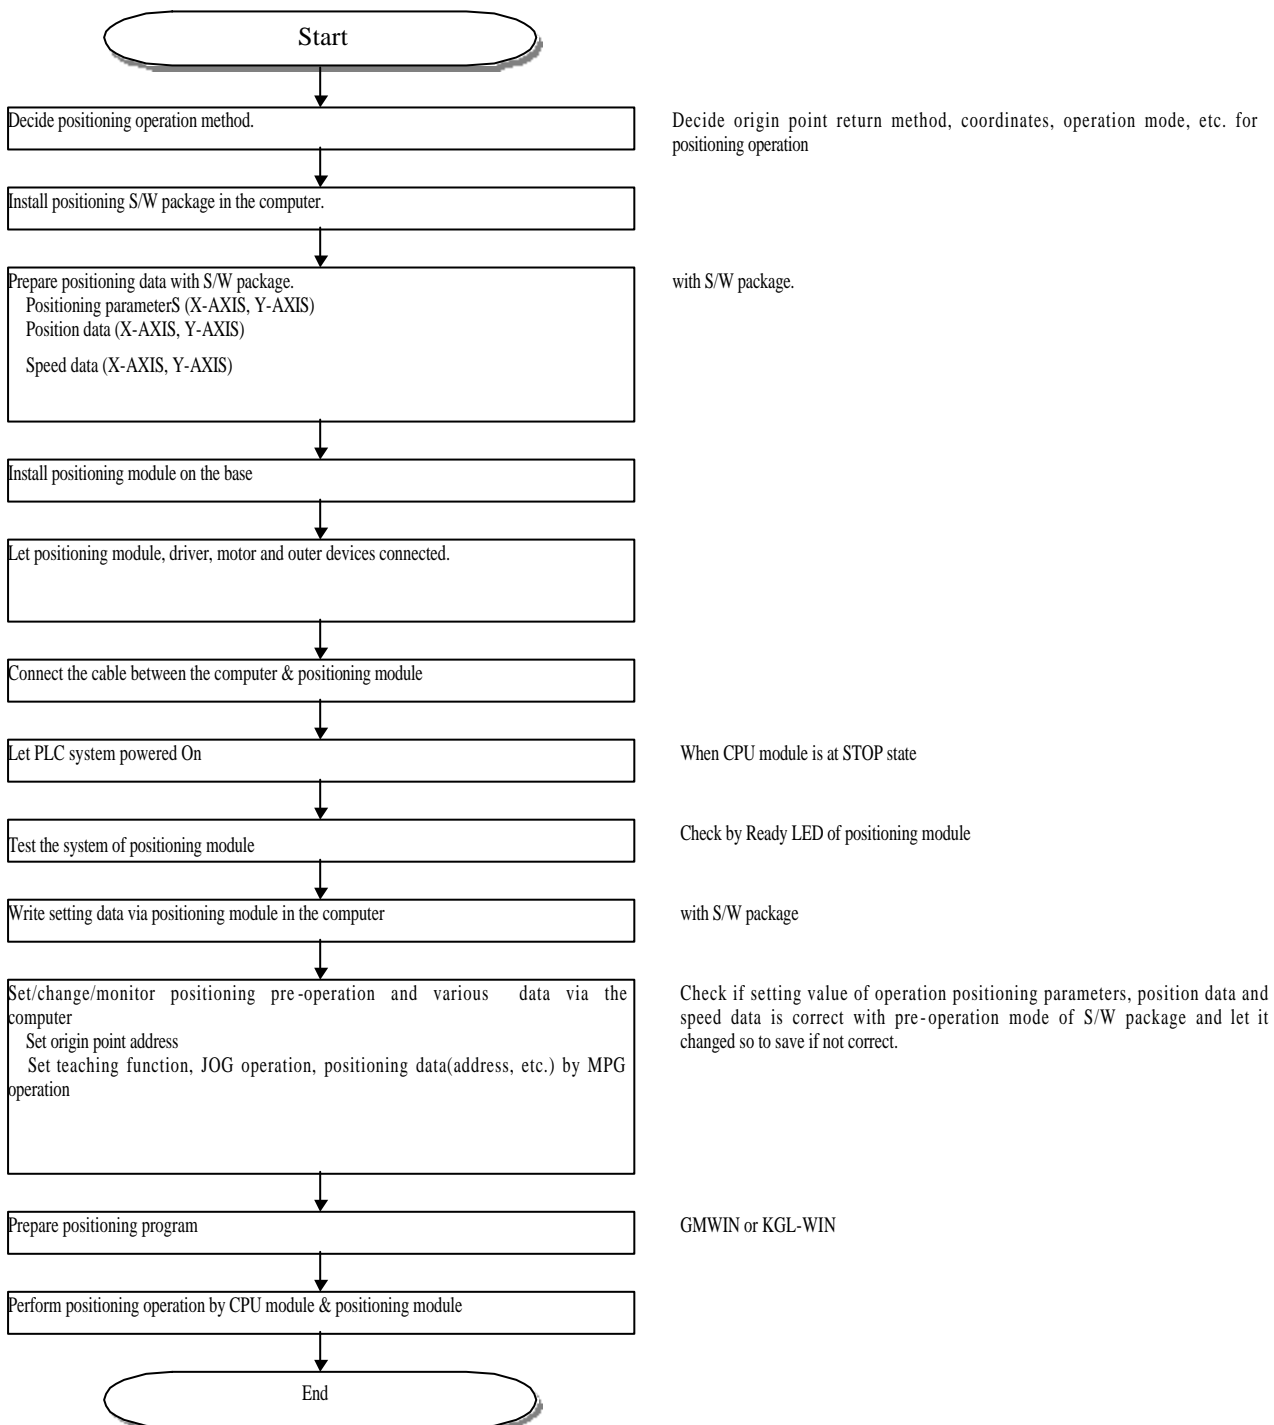 Start
Decide positioning operation method.
Decide origin point return method, coordinates, operation mode, etc. for
positioning operation
Install positioning S/W package in the computer.
Prepare positioning data with S/W package.
with S/W package.
Positioning parameterS (X-AXIS, Y-AXIS)
Position data (X-AXIS, Y-AXIS)
Speed data (X-AXIS, Y-AXIS)
Install positioning module on the base
Let positioning module, driver, motor and outer devices connected.
Connect the cable between the computer & positioning module
Let PLC system powered On
When CPU module is at STOP state
Test the system of positioning module
Check by Ready LED of positioning module
Write setting data via positioning module in the computer
with S/W package
Set/change/monitor positioning pre-operation and various data via the
computer
Set origin point address
Set teaching function, JOG operation, positioning data(address, etc.) by MPG
operation
Check if setting value of operation positioning parameters, position data and
speed data is correct with pre-operation mode of S/W package and let it
changed so to save if not correct.
Prepare positioning program
GMWIN or KGL-WIN
Perform positioning operation by CPU module & positioning module
End